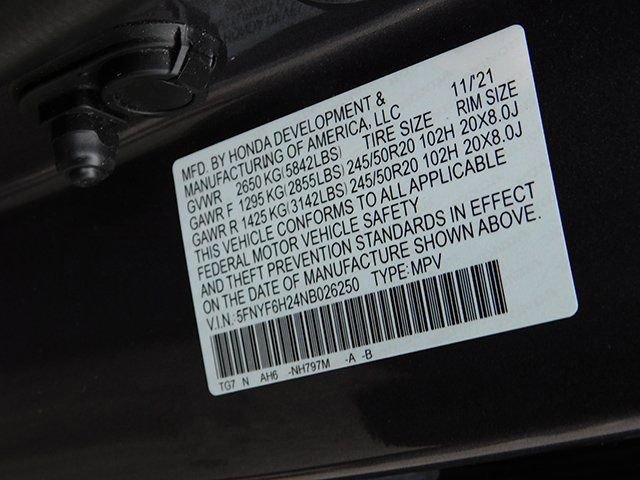 MFD. BY HONDA DEVELOPMENT & 11/'21
MANUFACTURING OF AMERICA, LLC
TIRE SIZE RIM SIZE
GVWR 2650 KG(5842LBS)
GAWR F 1295 KG(2855LBS) 245/50R20 102H 20X8.0J
GAWR R 1425 KG(3142LBS) 245/50R20 102H 20X8.0J
THIS VEHICLE CONFORMS TO ALL APPLICABLE
FEDERAL MOTOR VEHICLE SAFETY
AND THEFT PREVENTION STANDARDS IN EFFECT
ON THE DATE OF MANUFACTURE SHOWN ABOVE.
V.I.N.:5FNYF6H24NB026250 TYPE:MPV
TG7 N AH6 -NH797M -A -B